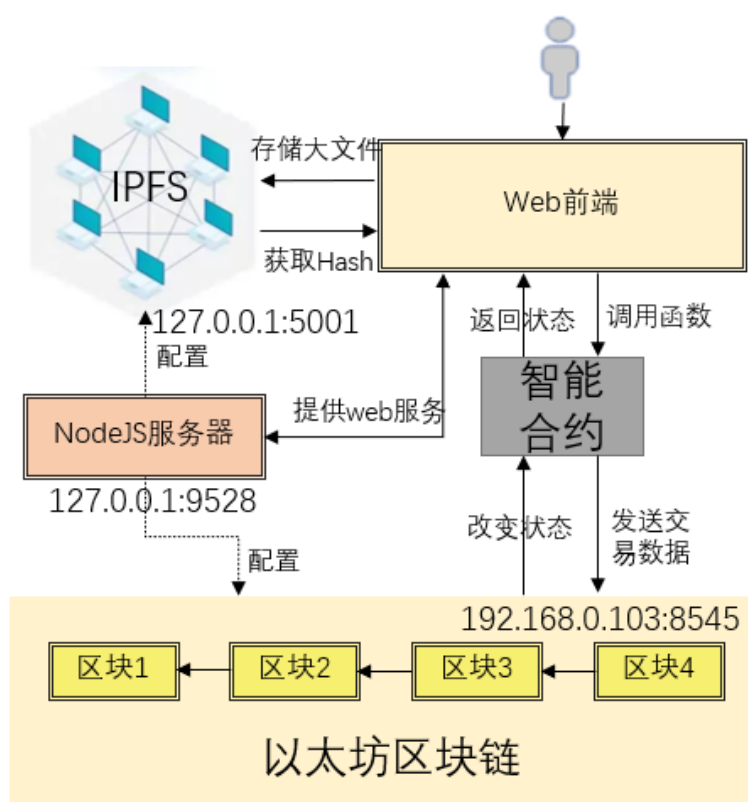 存储大文件
IPFS
Web前端
获取Hash
127.0.0.1:5001
配置
返回状态
调用函数
智能
合约
提供web服务
NodeJS服务器
127.0.0.1:9528
配置
改变状态
发送交
易数据
192.168.0.103:8545
区块1
区块2
区块3
区块4
以太坊区块链